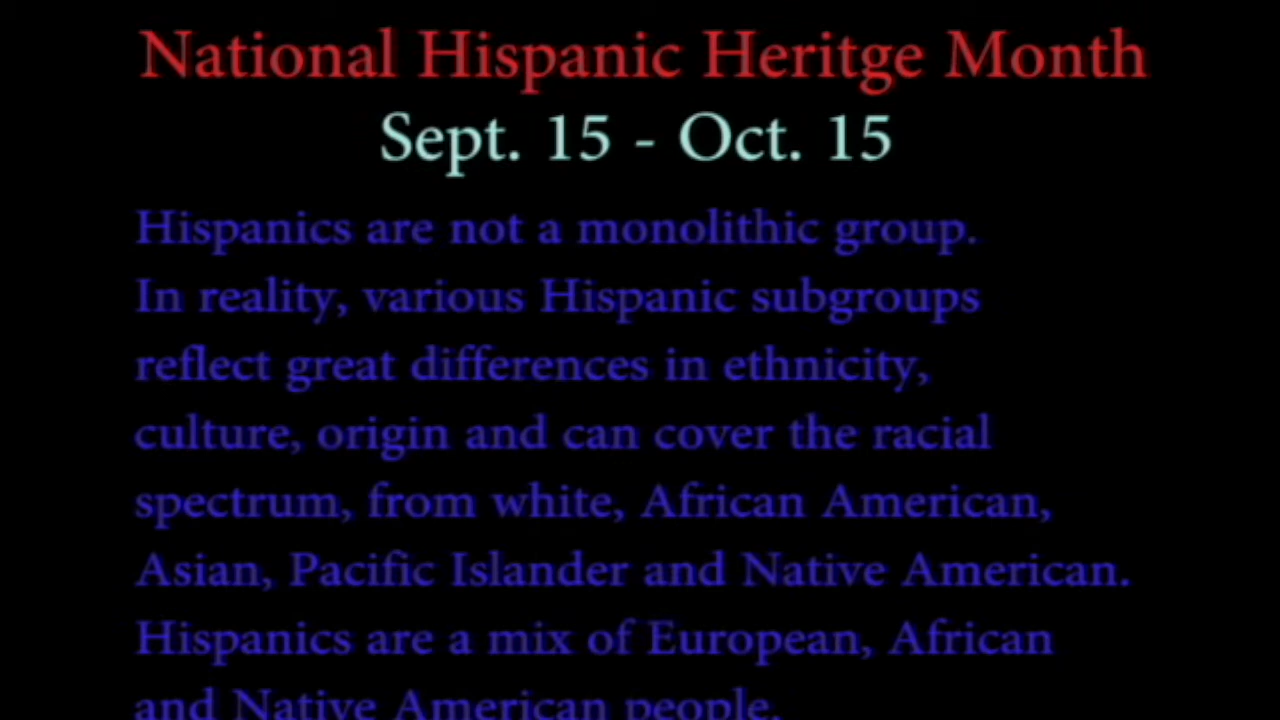 National Hispanic Heritge Month
Sept. 15 - Oct. 15
Hispanics are not a monolithic group.
In reality, various Hispanic subgroups
reflect great differences in ethnicity,
culture, origin and can cover the racial
spectrum, from white, African American,
Asian, Pacific Islander and Native American.
Hispanics are a mix of European, African
and Native American people.